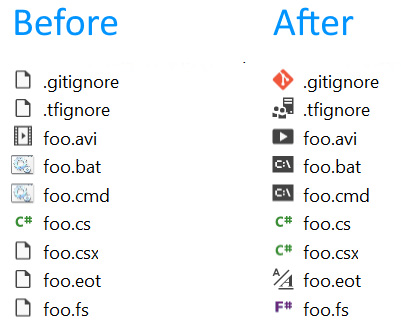 Before After
.gitignore .gitignore
.tfignore .tfignore
foo.avi foo.avi
foo.bat C:\ foo.bat
foo.cmd C:\ foo.cmd
C# foo.cs C# foo.cs
foo.csx C# foo.csx
foo.eot A/A foo.eot
foo.fs F# foo.fs